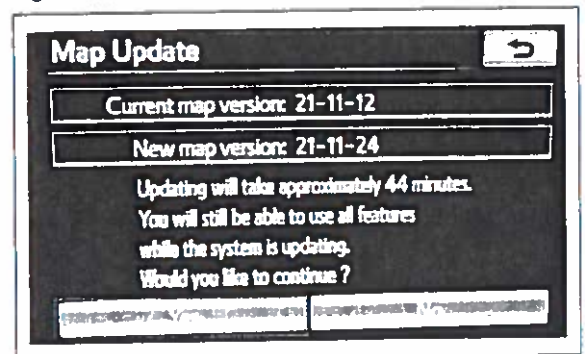 Map Update
Current map version: 21-11-12
New map version: 21-11-24
Updating will take approximately 44 minutes.
You will still be able to use all features
while the system is updating.
Would you like to continue ?